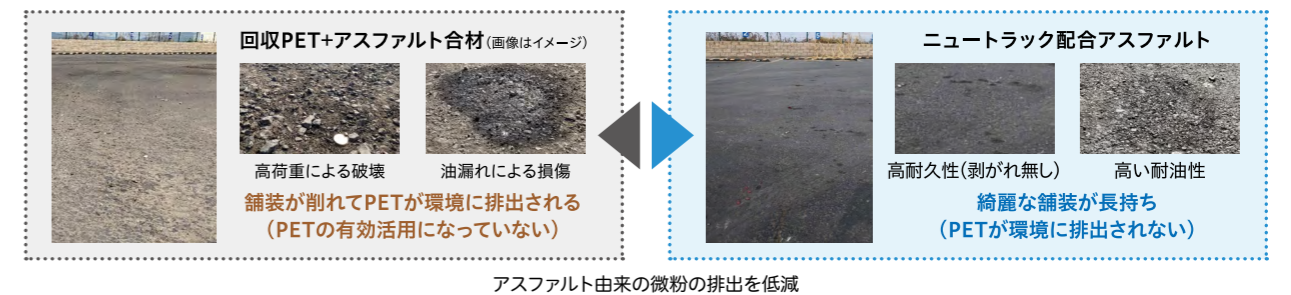 回収PET+アスファルト合材(画像はイメージ)
高荷重による破壊
油漏れによる損傷
舗装が削れてPETが環境に排出される
(PETの有効活用になっていない)
ニュートラック配合アスファルト
高耐久性(剥がれ無し)
高い耐油性
綺麗な舗装が長持ち
(PETが環境に排出されない)
アスファルト由来の微粉の排出を低減